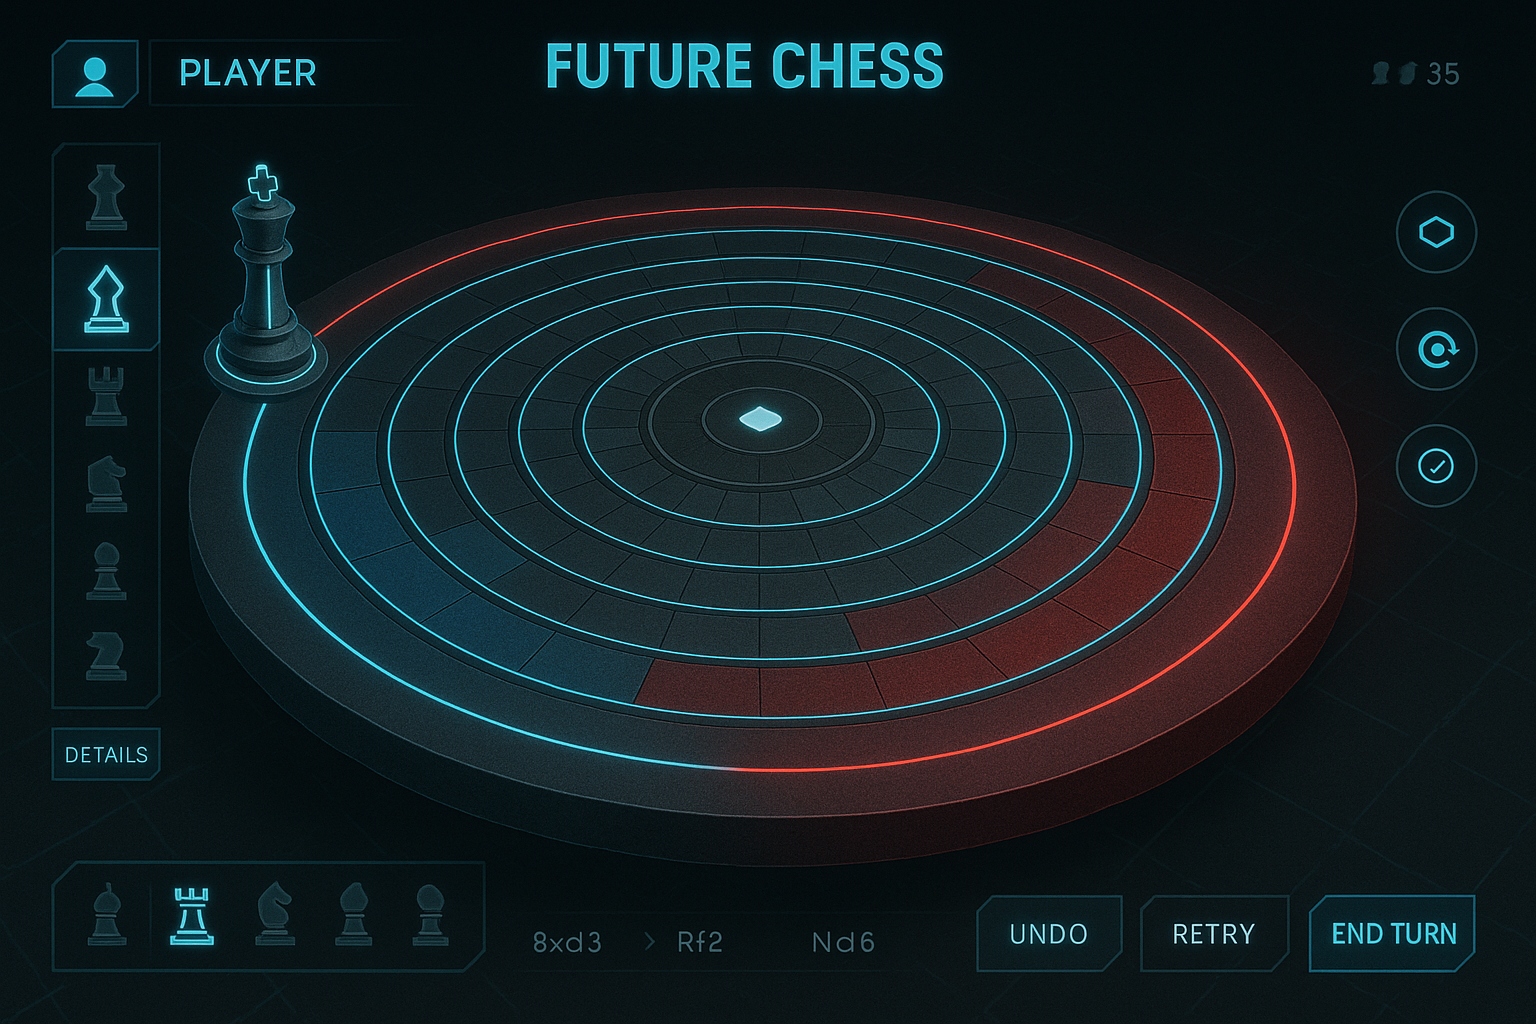 PLAYER
FUTURE CHESS
35
DETAILS
8xd3 > Rf2 Nd6
UNDO
RETRY
END TURN